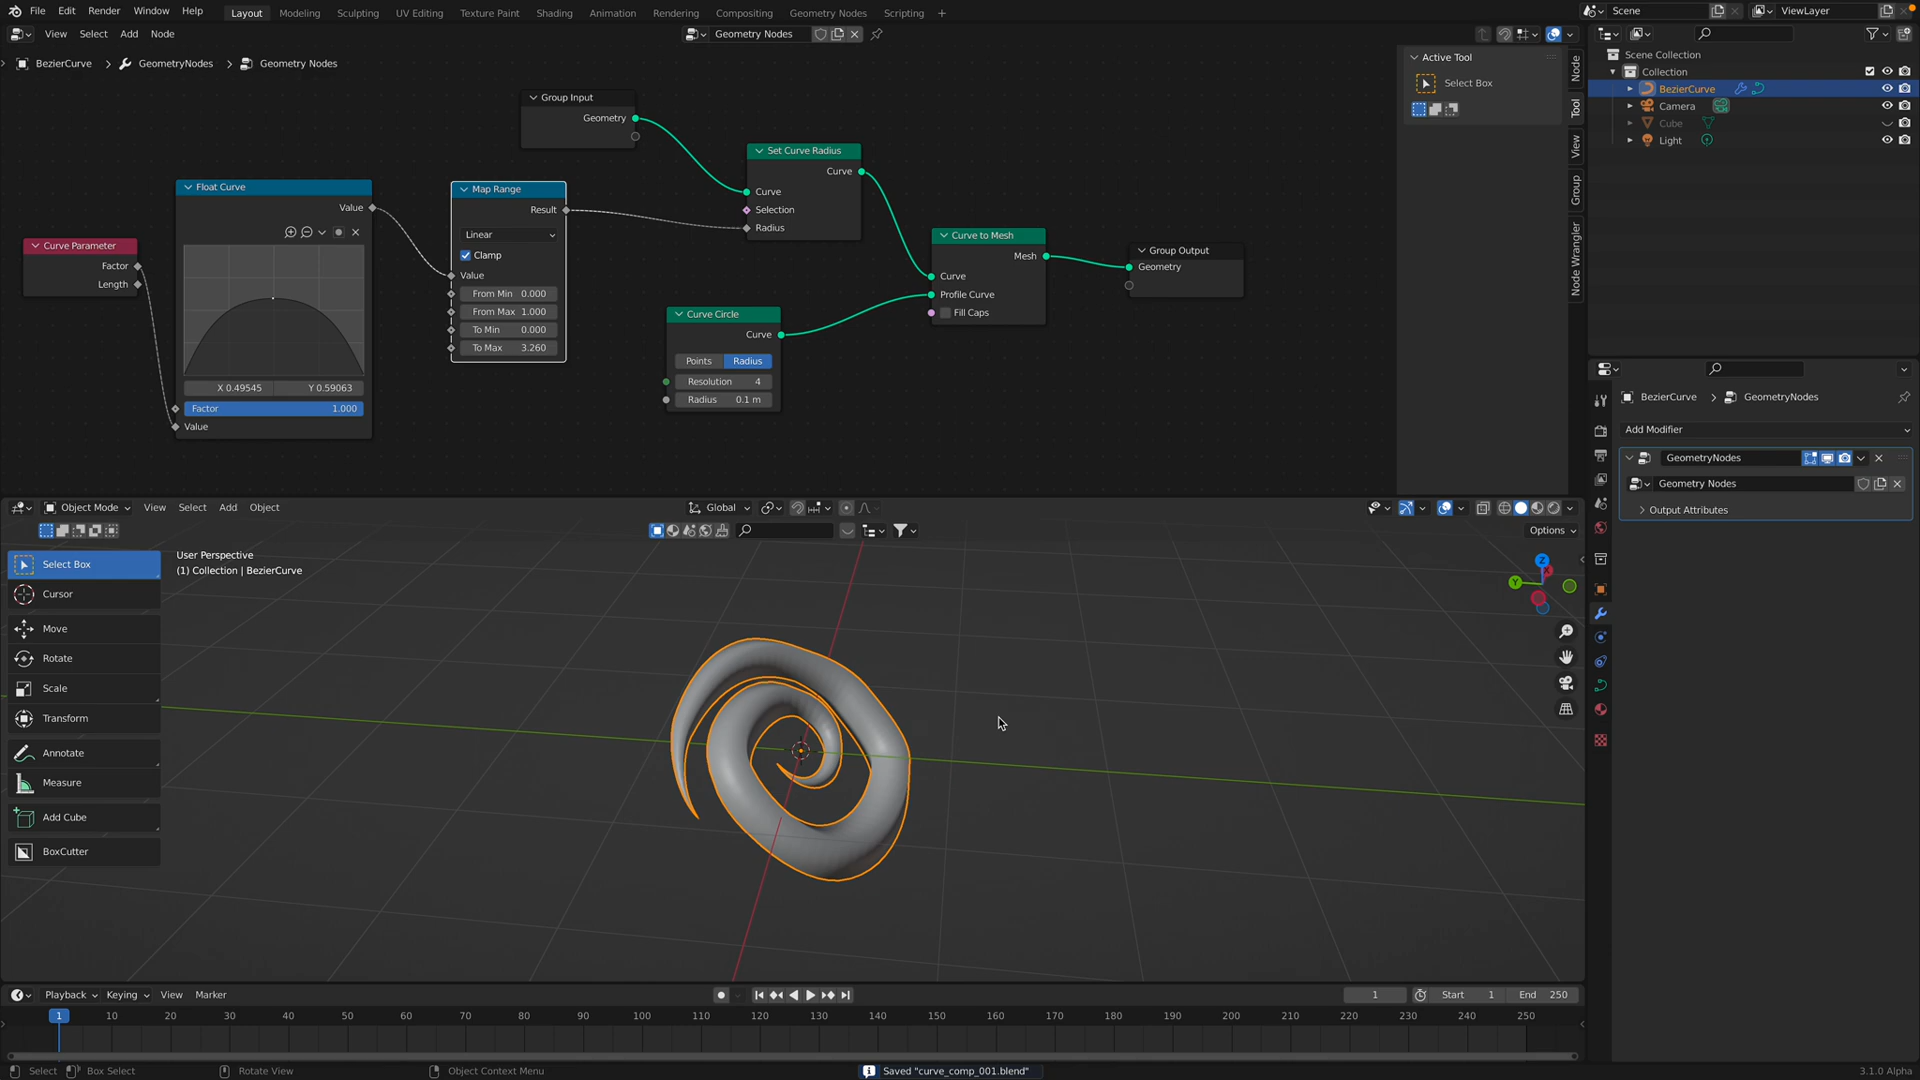 File Edit Render Window Help Layout Modeling Sculpting UV Editing Texture Paint Shading Animation Rendering Compositing Geometry Nodes Scripting + Scene ViewLayer
View Select Add Node Geometry Nodes
BezierCurve > GeometryNodes > Geometry Nodes
Active Tool
Select Box
Node
Tool
View
Group
Node Wrangler
Group Input
Geometry
Set Curve Radius
Curve
Curve
Selection
Radius
Float Curve
Value
X 0.49545 Y 0.59063
Factor 1.000
Value
Map Range
Result
Linear
Clamp
Value
From Min 0.000
From Max 1.000
To Min 0.000
To Max 3.260
Curve Parameter
Factor
Length
Curve to Mesh
Mesh
Curve
Profile Curve
Fill Caps
Group Output
Geometry
Curve Circle
Curve
Points Radius
Resolution 4
Radius 0.1 m
Scene Collection
Collection
BezierCurve
Camera
Cube
Light
BezierCurve > GeometryNodes
Add Modifier
GeometryNodes
Geometry Nodes
Output Attributes
Object Mode View Select Add Object Global
Options
User Perspective
(1) Collection | BezierCurve
Select Box
Cursor
Move
Rotate
Scale
Transform
Annotate
Measure
Add Cube
BoxCutter
Z
Y
Playback Keying View Marker 1 Start 1 End 250
1 10 20 30 40 50 60 70 80 90 100 110 120 130 140 150 160 170 180 190 200 210 220 230 240 250
Select Box Select Rotate View Object Context Menu Saved "curve_comp_001.blend" 3.1.0 Alpha